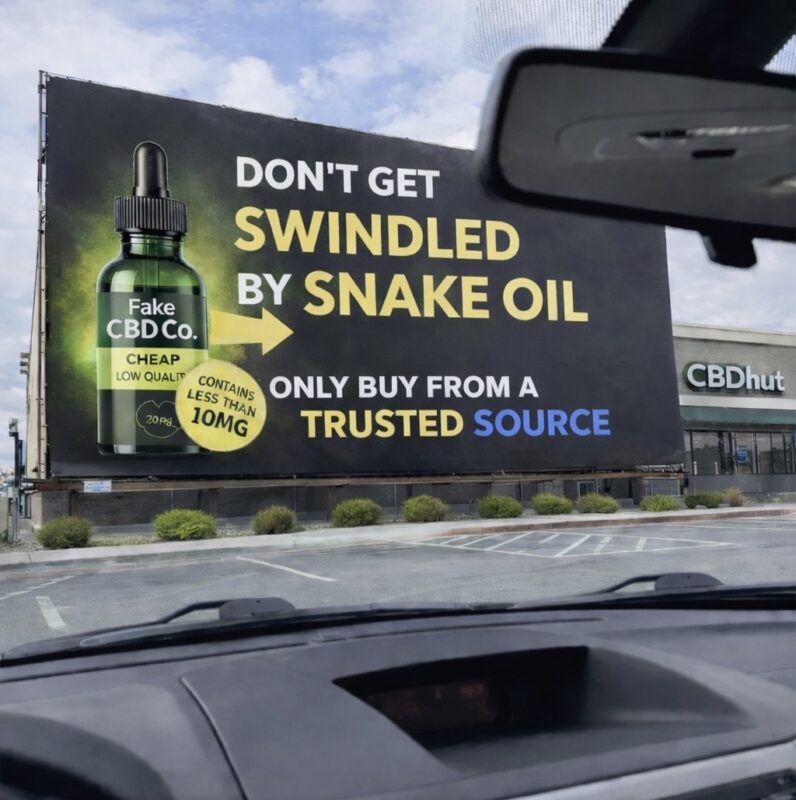 DON'T GET
SWINDLED
BY SNAKE OIL
Fake
CBD Co.
CHEAP
LOW QUALIT
CONTAINS
LESS THAN
10MG
ONLY BUY FROM A
TRUSTED SOURCE
CBDhut